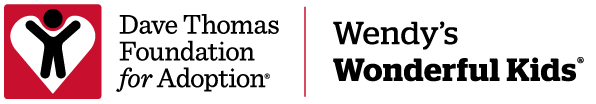 Dave Thomas
Foundation
for Adoption®
Wendy’s
Wonderful Kids®